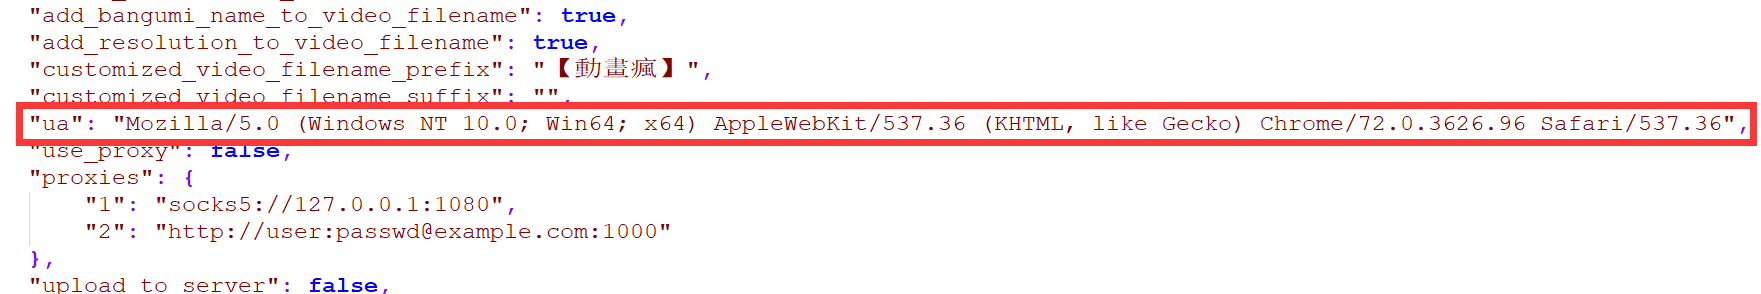 "add_bangumi_name_to_video_filename": true,
"add_resolution_to_video_filename": true,
"customized_video_filename_prefix": "【動畫瘋】",
"customized_video_filename_suffix": "",
"ua": "Mozilla/5.0 (Windows NT 10.0; Win64; x64) AppleWebKit/537.36 (KHTML, like Gecko) Chrome/72.0.3626.96 Safari/537.36",
"use_proxy": false,
"proxies": {
"1": "socks5://127.0.0.1:1080",
"2": "http://user:passwd@example.com:1000"
},
"upload_to_server": false,